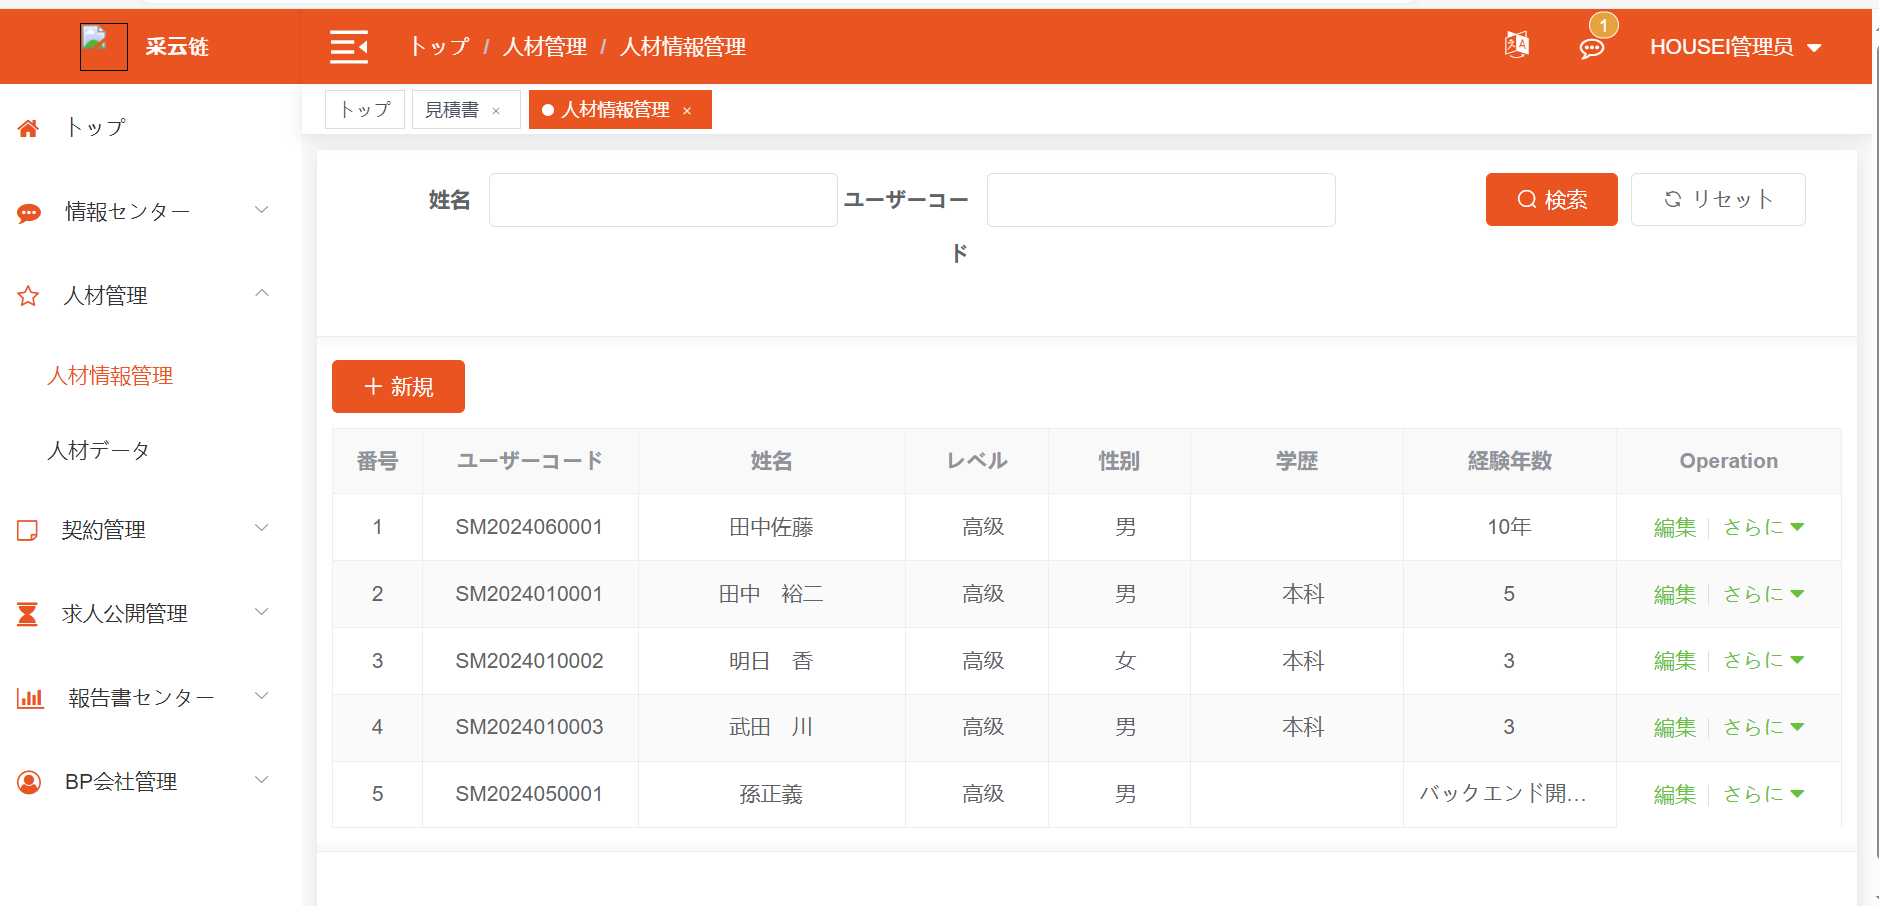 采云链
トップ / 人材管理 / 人材情報管理
1
HOUSEI管理员
トップ
見積書 ×
人材情報管理 ×
トップ
情報センター
人材管理
人材情報管理
人材データ
契約管理
求人公開管理
報告書センター
BP会社管理
姓名
ユーザーコー
ド
検索
リセット
新規
番号 ユーザーコード 姓名 レベル 性别 学歴 経験年数 Operation
1 SM2024060001 田中佐藤 高级 男 10年 編集 さらに
2 SM2024010001 田中　裕二 高级 男 本科 5 編集 さらに
3 SM2024010002 明日　香 高级 女 本科 3 編集 さらに
4 SM2024010003 武田　川 高级 男 本科 3 編集 さらに
5 SM2024050001 孫正義 高级 男 バックエンド開... 編集 さらに